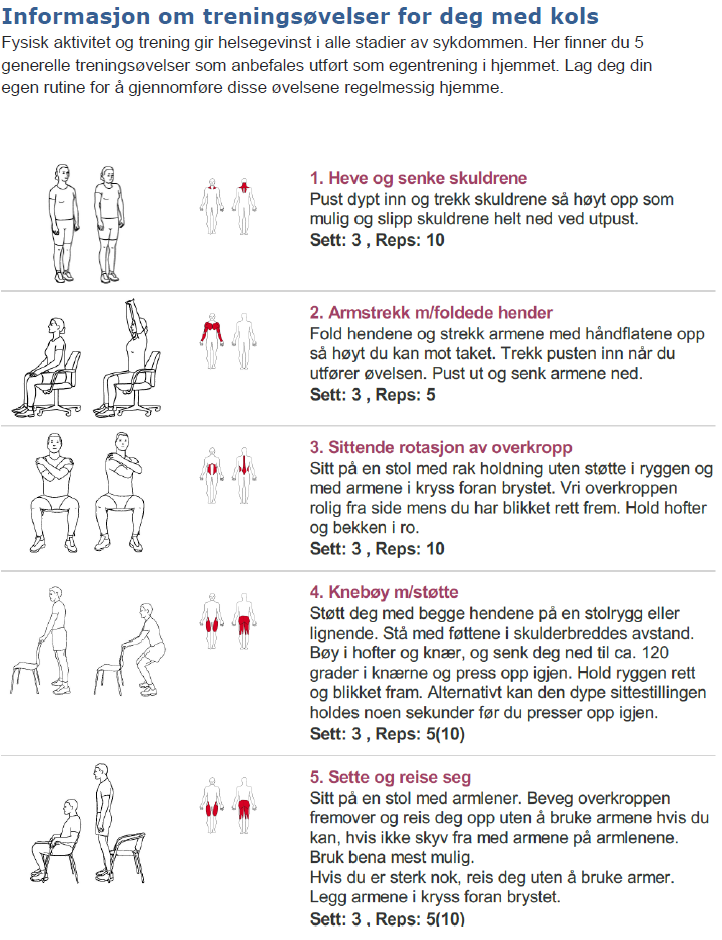 Informasjon om treningsøvelser for deg med kols
Fysisk aktivitet og trening gir helsegevinst i alle stadier av sykdommen. Her finner du 5
generelle treningsøvelser som anbefales utført som egentrening i hjemmet. Lag deg din
egen rutine for å gjennomføre disse øvelsene regelmessig hjemme.
1. Heve og senke skuldrene
Pust dypt inn og trekk skuldrene så høyt opp som
mulig og slipp skuldrene helt ned ved utpust.
Sett: 3 , Reps: 10
2. Armstrekk m/foldede hender
Fold hendene og strekk armene med håndflatene opp
så høyt du kan mot taket. Trekk pusten inn når du
utfører øvelsen. Pust ut og senk armene ned.
Sett: 3 , Reps: 5
3. Sittende rotasjon av overkropp
Sitt på en stol med rak holdning uten støtte i ryggen og
med armene i kryss foran brystet. Vri overkroppen
rolig fra side mens du har blikket rett frem. Hold hofter
og bekken i ro.
Sett: 3 , Reps: 10
4. Knebøy m/støtte
Støtt deg med begge hendene på en stolrygg eller
lignende. Stå med føttene i skulderbreddes avstand.
Bøy i hofter og knær, og senk deg ned til ca. 120
grader i knærne og press opp igjen. Hold ryggen rett
og blikket fram. Alternativt kan den dype sittestillingen
holdes noen sekunder før du presser opp igjen.
Sett: 3 , Reps: 5(10)
5. Sette og reise seg
Sitt på en stol med armlener. Beveg overkroppen
fremover og reis deg opp uten å bruke armene hvis du
kan, hvis ikke skyv fra med armene på armlenene.
Bruk bena mest mulig.
Hvis du er sterk nok, reis deg uten å bruke armer.
Legg armene i kryss foran brystet.
Sett: 3 , Reps: 5(10)